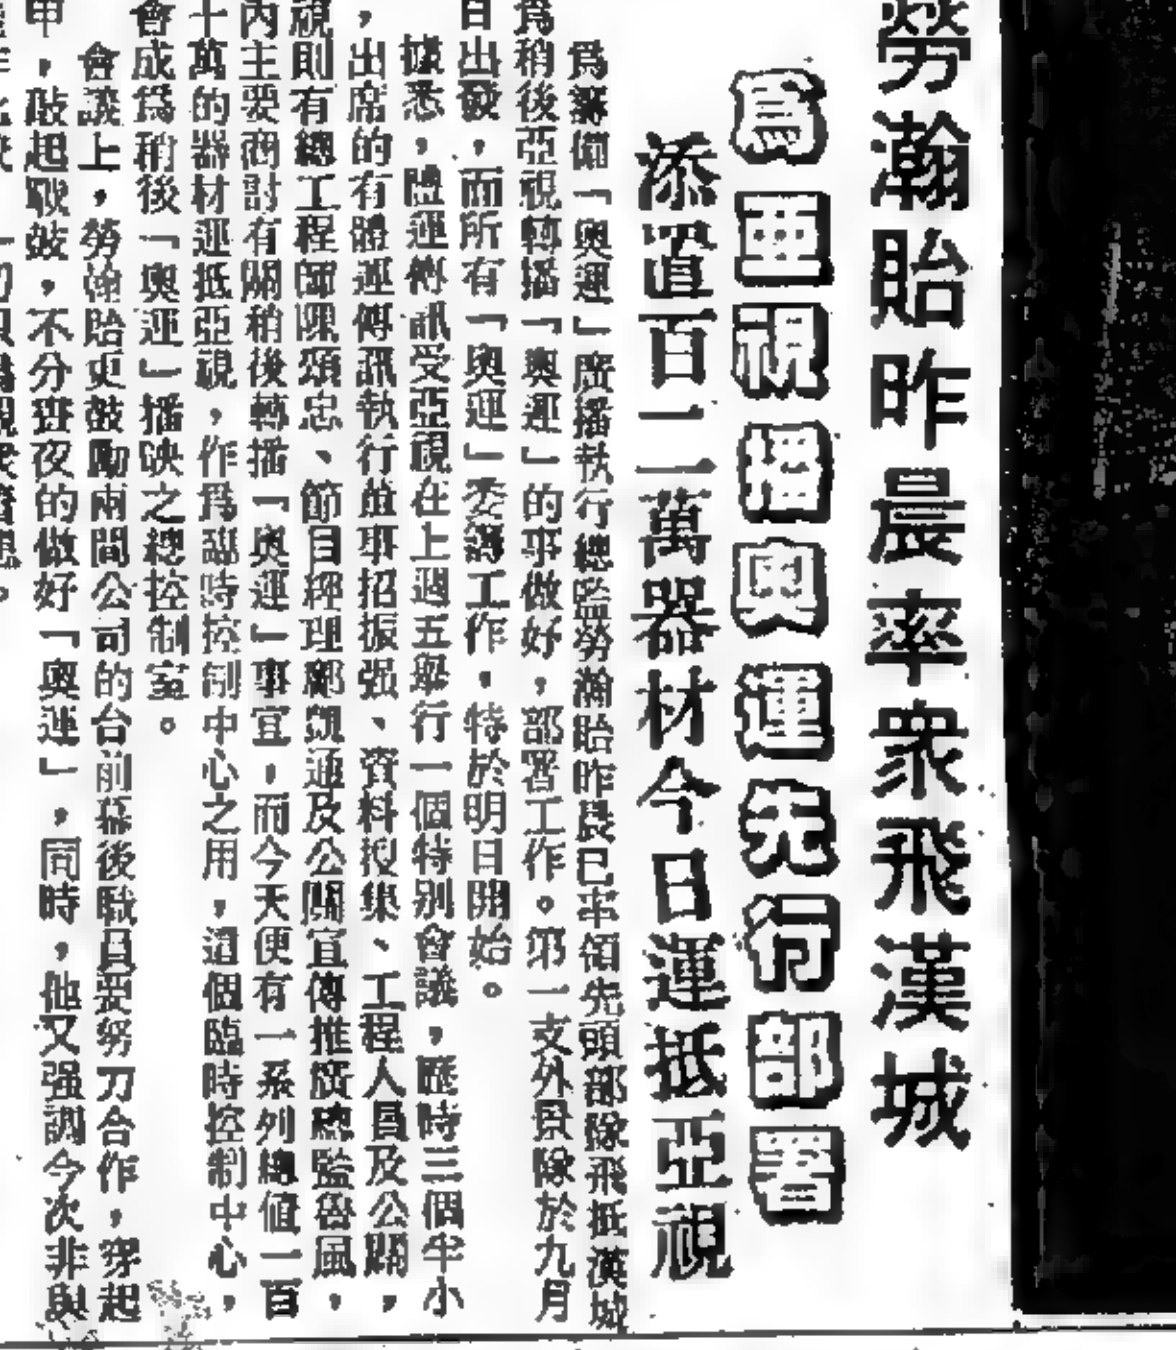 勞瀚貽昨晨率衆飛漢城
爲亞視播奧運先行部署
添置百二萬器材今日運抵亞視
爲籌備「奧運」廣播執行總監勞瀚貽昨晨已率領先頭部隊飛抵漢城
爲稍後亞視轉播「奧運」的事做好，部署工作。第一支外景隊於九月
日出發，而所有「奧運」委講工作，特於明日開始。
據悉，體運傳訊受亞視在上週五舉行一個特别會議，歷時三個半小
，出席的有體運傳訊執行董事招振强、資料搜集、工程人員及公關，
視則有總工程師陳頌忠、節目經理鄭凱通及公關宣傳推廣總監魯風，
內主要商討有關稍後轉播「奧運」事宜，而今天便有一系列總值一百
十萬的器材運抵亞視，作爲臨時控制中心之用，這個臨時控制中心，
會成爲稍後「奧運」播映之總控制室。
會議上，勞瀚貽更鼓勵兩間公司的台前幕後職員要努力合作，穿起
甲，敲起戰鼓，不分晝夜的做好「奧運」，同時，他又强調今次非與